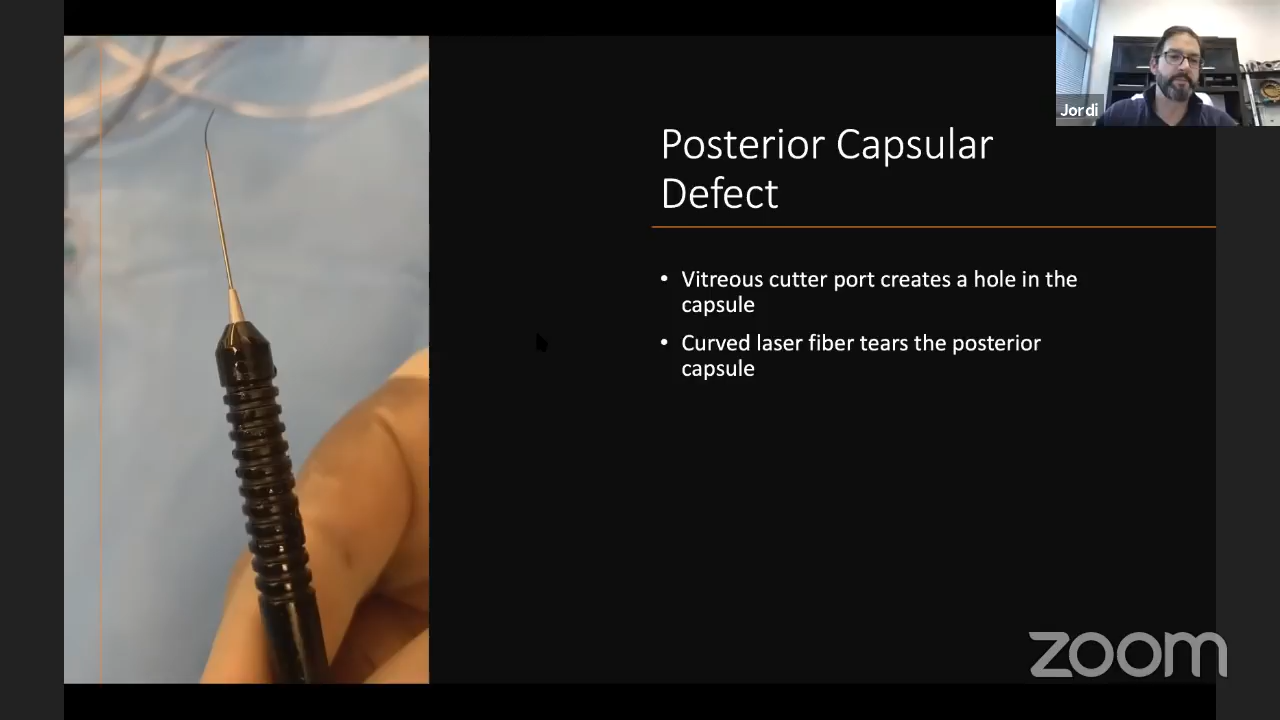 Jordi
Posterior Capsular
Defect
• Vitreous cutter port creates a hole in the
capsule
• Curved laser fiber tears the posterior
capsule
zoom